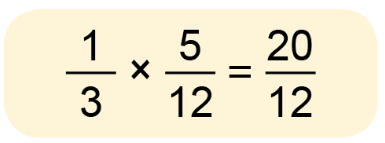 1/3 × 5/12 = 20/12